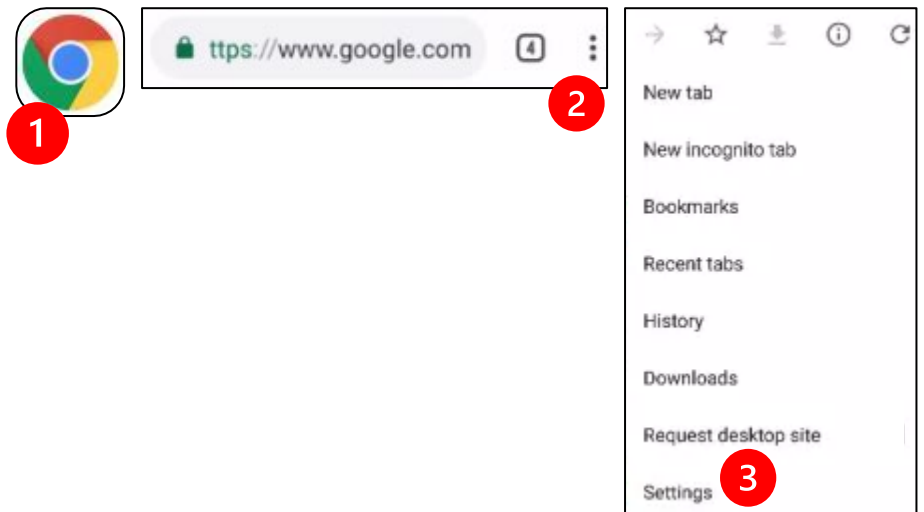 1
ttps://www.google.com
4
2
New tab
New incognito tab
Bookmarks
Recent tabs
History
Downloads
Request desktop site
Settings
3